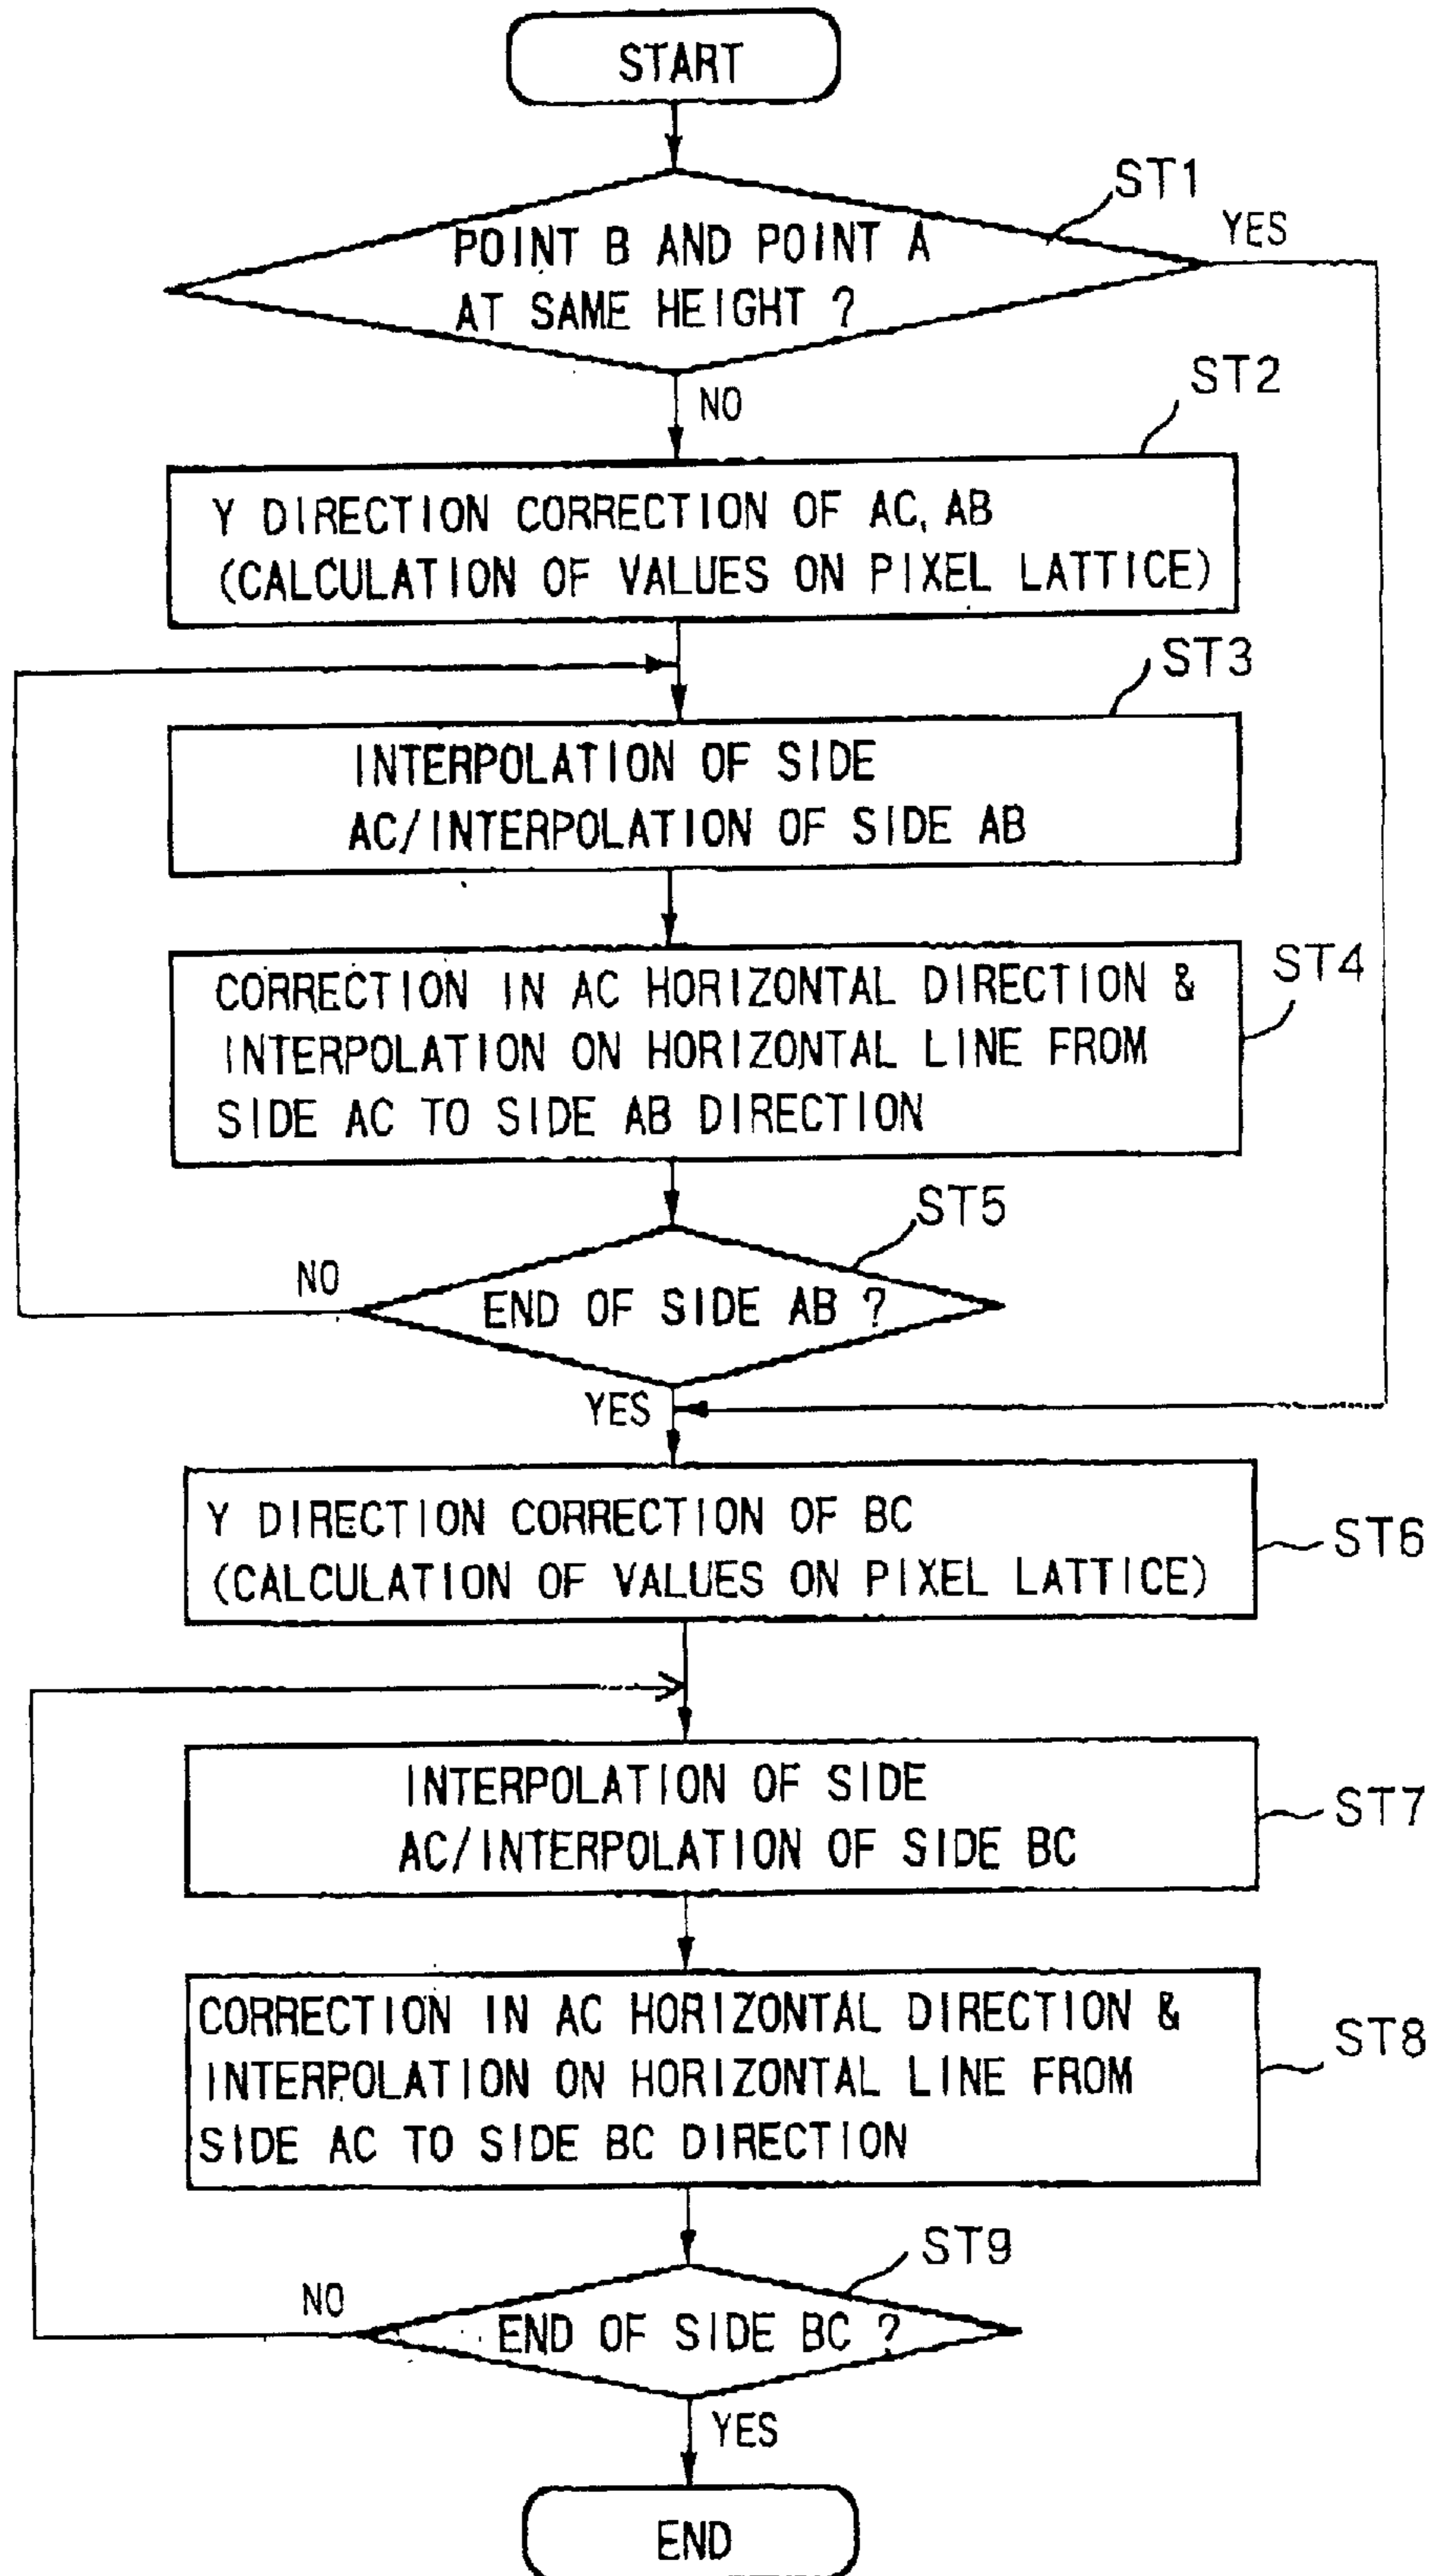 START
ST1
YES
POINT B AND POINT A
AT SAME HEIGHT ?
NO
ST2
Y DIRECTION CORRECTION OF AC, AB
(CALCULATION OF VALUES ON PIXEL LATTICE)
ST3
INTERPOLATION OF SIDE
AC/INTERPOLATION OF SIDE AB
ST4
CORRECTION IN AC HORIZONTAL DIRECTION &
INTERPOLATION ON HORIZONTAL LINE FROM
SIDE AC TO SIDE AB DIRECTION
ST5
NO
END OF SIDE AB ?
YES
Y DIRECTION CORRECTION OF BC
(CALCULATION OF VALUES ON PIXEL LATTICE)
ST6
INTERPOLATION OF SIDE
AC/INTERPOLATION OF SIDE BC
ST7
CORRECTION IN AC HORIZONTAL DIRECTION &
INTERPOLATION ON HORIZONTAL LINE FROM
SIDE AC TO SIDE BC DIRECTION
ST8
ST9
NO
END OF SIDE BC ?
YES
END